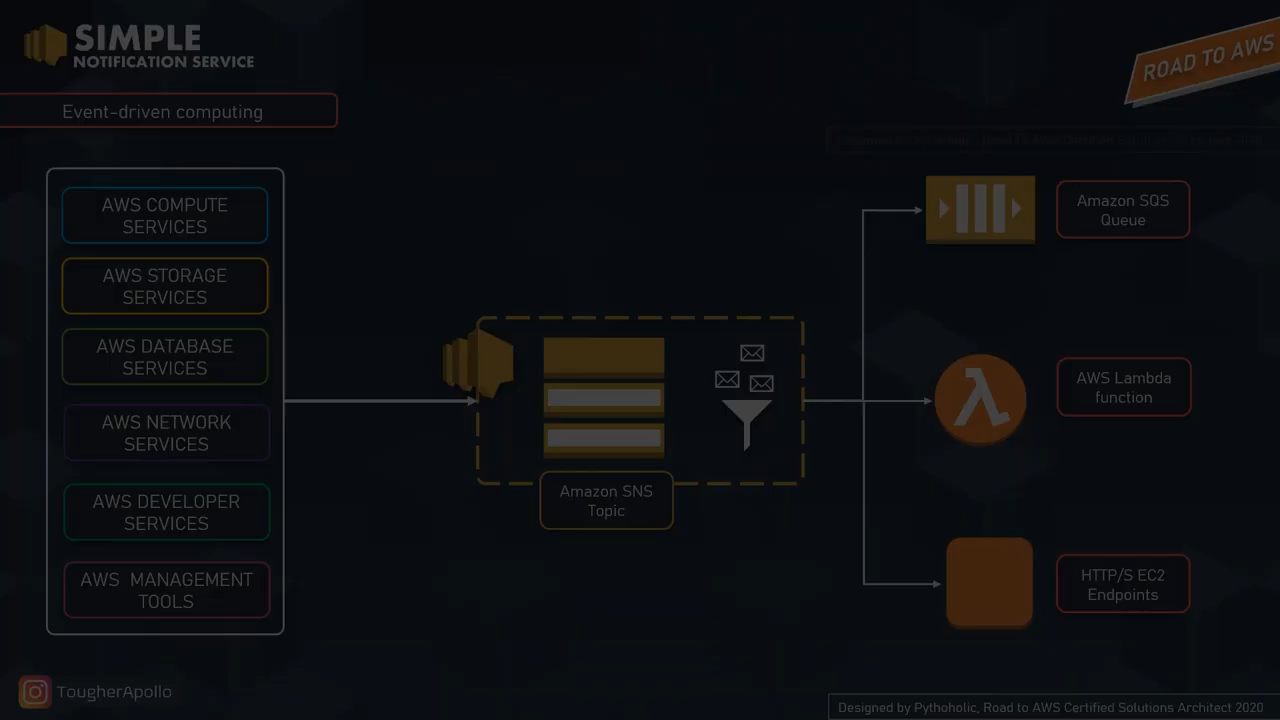 SIMPLE
NOTIFICATION SERVICE
ROAD TO AWS
Event-driven computing
AWS COMPUTE
SERVICES
AWS STORAGE
SERVICES
AWS DATABASE
SERVICES
AWS NETWORK
SERVICES
AWS DEVELOPER
SERVICES
AWS  MANAGEMENT
TOOLS
Amazon SNS
Topic
Amazon SQS
Queue
AWS Lambda
function
HTTP/S EC2
Endpoints
TougherApollo
Designed by Pythoholic, Road to AWS Certified Solutions Architect 2020